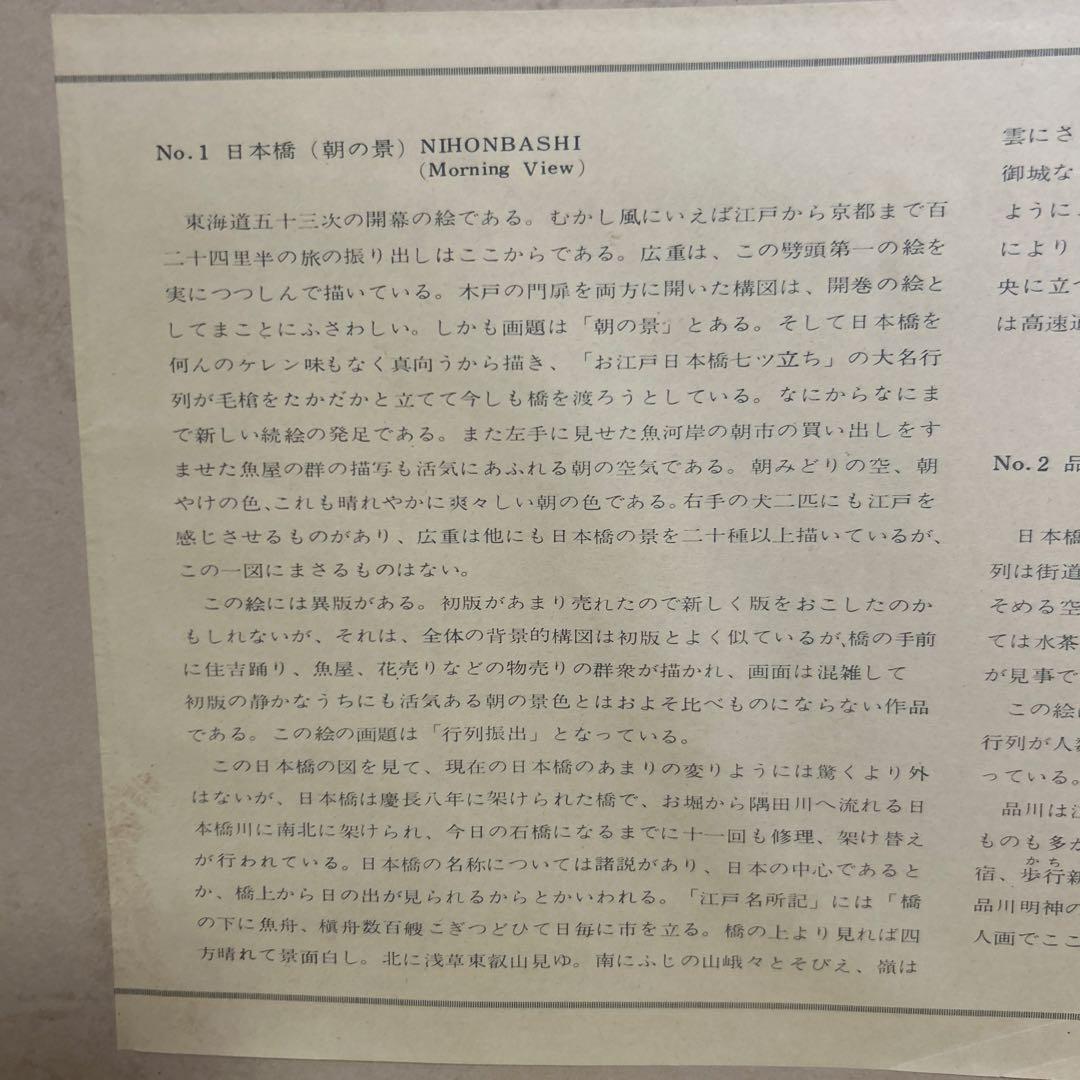 No.1 日本橋（朝の景）NIHONBASHI
(Morning View)
東海道五十三次の開幕の絵である。むかし風にいえば江戸から京都まで百
二十四里半の旅の振り出しはここからである。広重は、この劈頭第一の絵を
実につつしんで描いている。木戸の門扉を両方に開いた構図は、開巻の絵と
してまことにふさわしい。しかも画題は「朝の景」とある。そして日本橋を
何んのケレン味もなく真向うから描き、「お江戸日本橋七ツ立ち」の大名行
列が毛槍をたかだかと立てて今しも橋を渡ろうとしている。なにからなにま
で新しい続絵の発足である。また左手に見せた魚河岸の朝市の買い出しをす
ませた魚屋の群の描写も活気にあふれる朝の空気である。朝みどりの空、朝
やけの色、これも晴れやかに爽々しい朝の色である。右手の犬二匹にも江戸を
感じさせるものがあり、広重は他にも日本橋の景を二十種以上描いているが、
この一図にまさるものはない。
この絵には異版がある。初版があまり売れたので新しく版をおこしたのか
もしれないが、それは、全体の背景的構図は初版とよく似ているが、橋の手前
に住吉踊り、魚屋、花売りなどの物売りの群衆が描かれ、画面は混雑して
初版の静かなうちにも活気ある朝の景色とはおよそ比べものにならない作品
である。この絵の画題は「行列振出」となっている。
この日本橋の図を見て、現在の日本橋のあまりの変りようには驚くより外
はないが、日本橋は慶長八年に架けられた橋で、お堀から隅田川へ流れる日
本橋川に南北に架けられ、今日の石橋になるまでに十一回も修理、架け替え
が行われている。日本橋の名称については諸説があり、日本の中心であると
か、橋上から日の出が見られるからとかいわれる。「江戸名所記」には「橋
の下に魚舟、槇舟数百艘こぎつどひて日毎に市を立る。橋の上より見れば四
方晴れて景面白し。北に浅草東叡山見ゆ。南にふじの山峨々とそびえ、嶺は
雲にさ
御城な
ように
により
央に立つ
は高速道
No.2 品
日本橋
列は街道
そめる空
ては水茶
が見事で
この絵に
行列が人
っている。
品川は江
ものも多か
宿、歩行新
かち
品川明神の
人画でここ